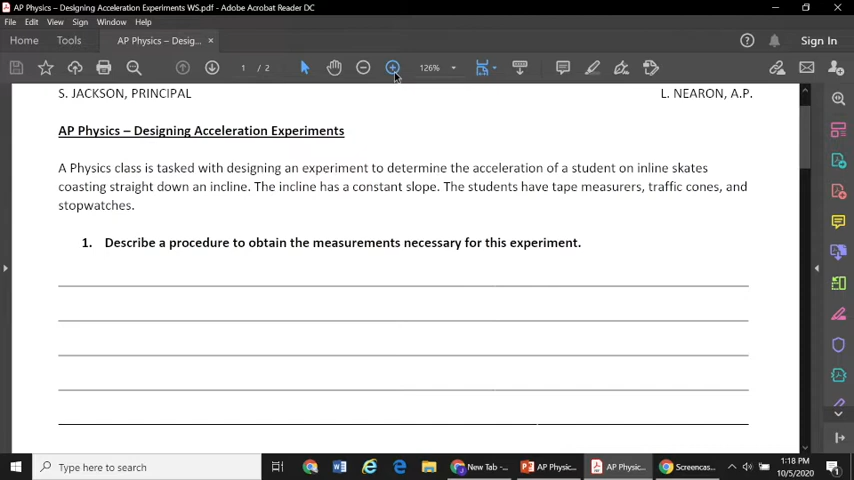 AP Physics - Designing Acceleration Experiments WS.pdf - Adobe Acrobat Reader DC
File Edit View Sign Window Help
Home Tools AP Physics – Desig... × Sign In
1 / 2 126%
S. JACKSON, PRINCIPAL L. NEARON, A.P.
AP Physics – Designing Acceleration Experiments
A Physics class is tasked with designing an experiment to determine the acceleration of a student on inline skates
coasting straight down an incline. The incline has a constant slope. The students have tape measurers, traffic cones, and
stopwatches.
1. Describe a procedure to obtain the measurements necessary for this experiment.
Type here to search New Tab -... AP Physic... AP Physic... Screencas... 1:18 PM
10/5/2020